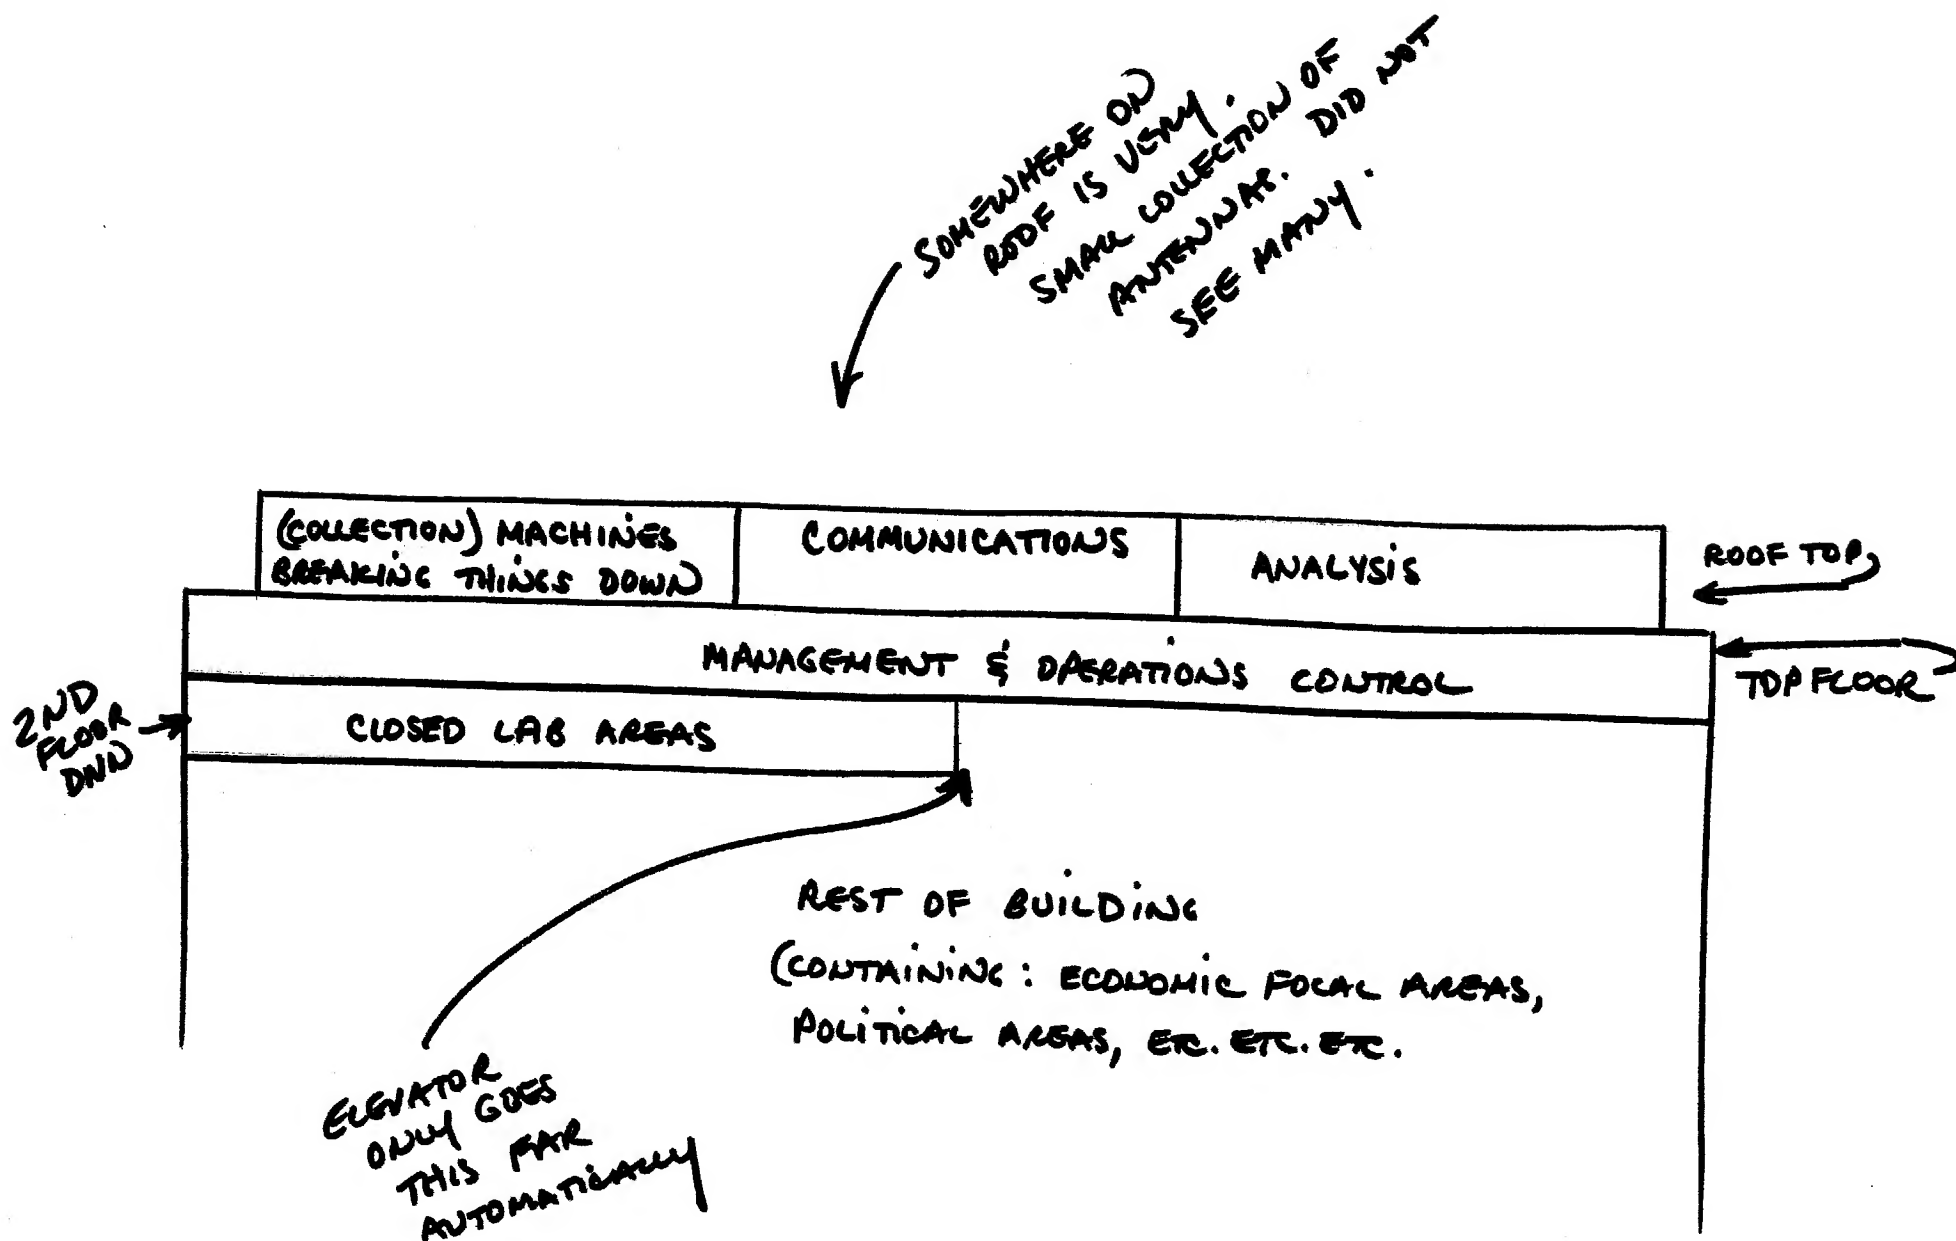 SOMEWHERE ON
ROOF IS VERY
SMALL COLLECTION OF
ANTENNAS. DID NOT
SEE MANY.
(COLLECTION) MACHINES
BREAKING THINGS DOWN
COMMUNICATIONS
ANALYSIS
ROOF TOP
MANAGEMENT & OPERATIONS CONTROL
TOP FLOOR
2ND
FLOOR
DNN
CLOSED LAB AREAS
REST OF BUILDING
(CONTAINING: ECONOMIC FOCAL AREAS,
POLITICAL AREAS, ETC. ETC. ETC.
ELEVATOR
ONLY GOES
THIS FAR
AUTOMATICALLY